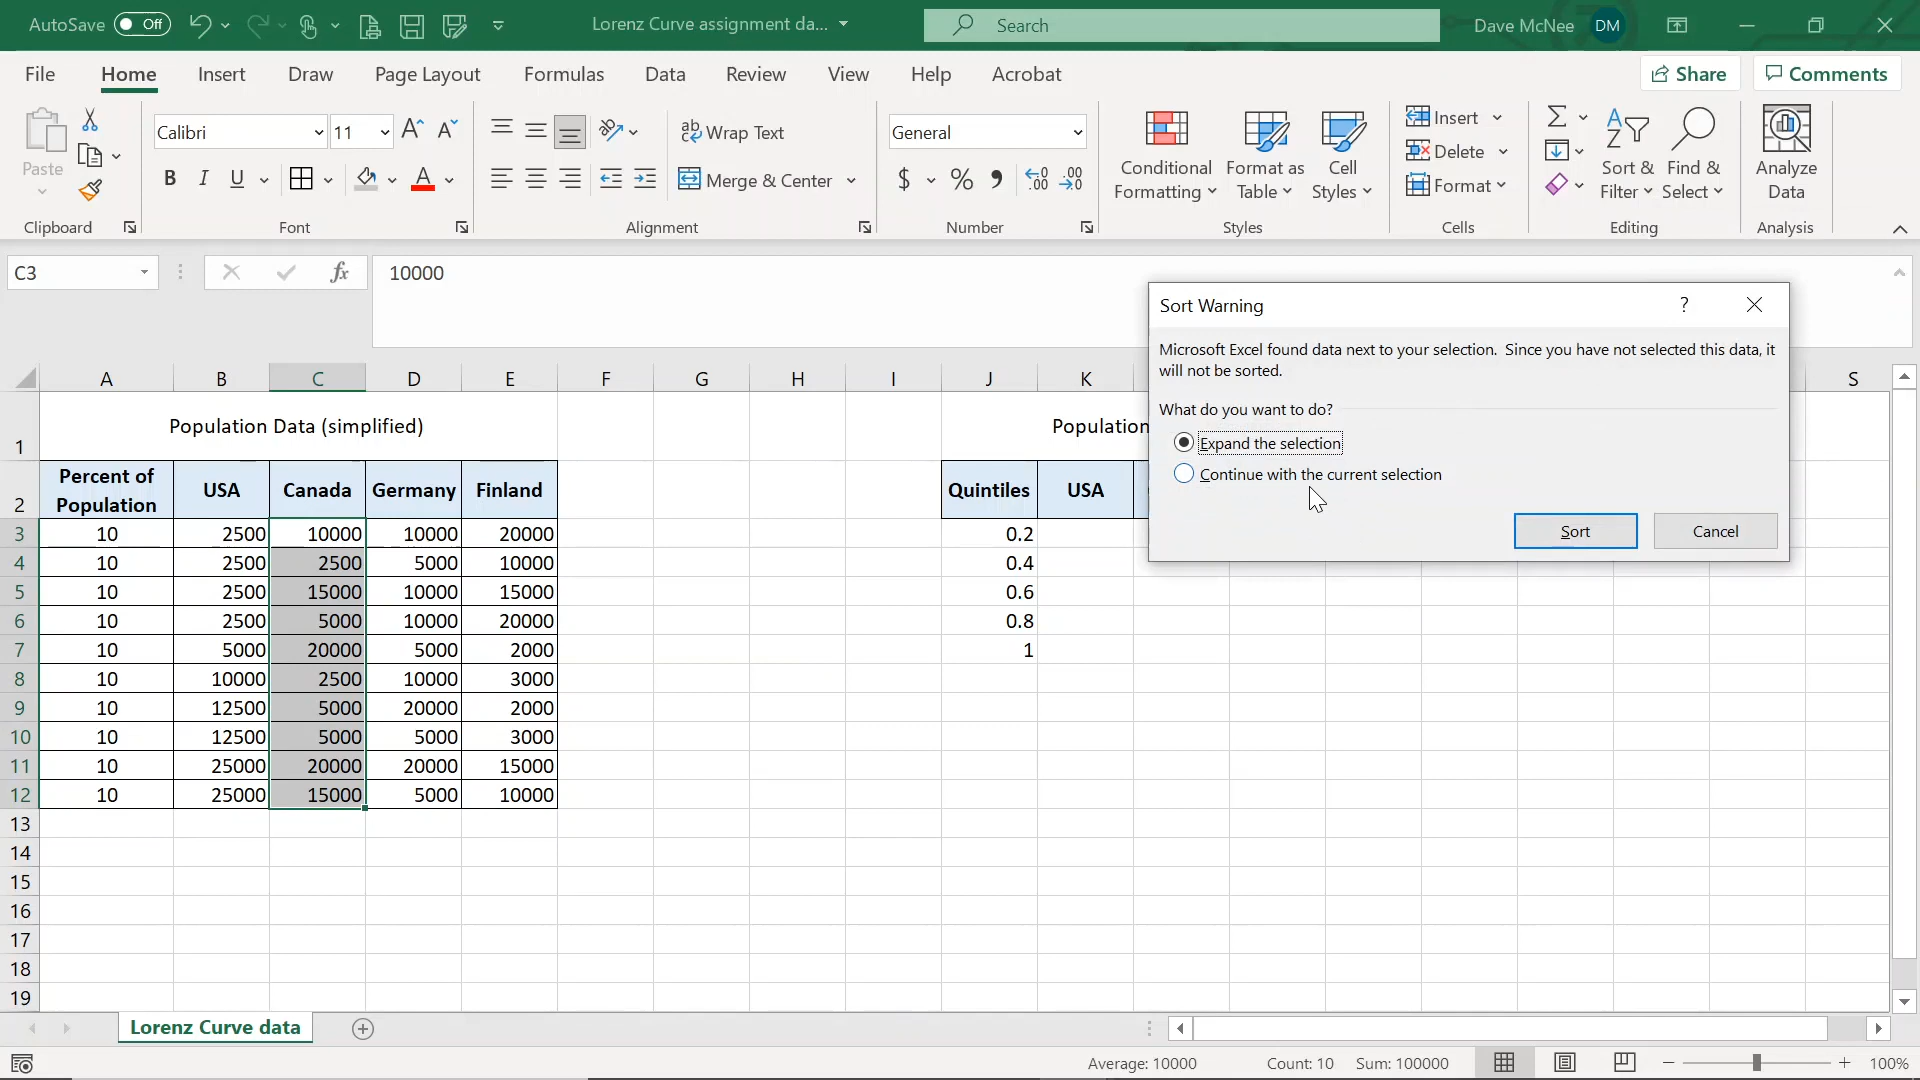 AutoSave Off Lorenz Curve assignment da... Search Dave McNee DM
File Home Insert Draw Page Layout Formulas Data Review View Help Acrobat Share Comments
Calibri 11 Wrap Text General Insert
Paste Conditional Format as Cell Delete Sort & Find & Analyze
B I U A Merge & Center $ % Formatting Table Styles Format Filter Select Data
Clipboard Font Alignment Number Styles Cells Editing Analysis
C3 fx 10000
Sort Warning ?
Microsoft Excel found data next to your selection. Since you have not selected this data, it
will not be sorted.
What do you want to do?
Expand the selection
Continue with the current selection
Sort Cancel
A B C D E F G H I J K S
1 Population Data (simplified) Population
2 Percent of Population USA Canada Germany Finland Quintiles USA
3 10 2500 10000 10000 20000 0.2
4 10 2500 2500 5000 10000 0.4
5 10 2500 15000 10000 15000 0.6
6 10 2500 5000 10000 20000 0.8
7 10 5000 20000 5000 2000 1
8 10 10000 2500 10000 3000
9 10 12500 5000 20000 2000
10 10 12500 5000 5000 3000
11 10 25000 20000 20000 15000
12 10 25000 15000 5000 10000
13
14
15
16
17
18
19
Lorenz Curve data
Average: 10000 Count: 10 Sum: 100000 100%